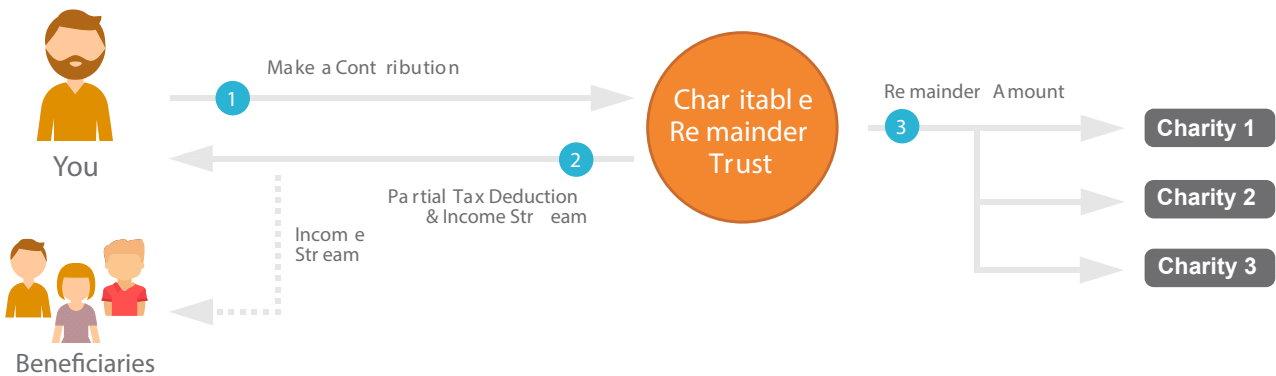 Make a Contribution
1
You
Charitable
Remainder
Trust
2
Partial Tax Deduction
& Income Stream
Income
Stream
Beneficiaries
Remainder Amount
3
Charity 1
Charity 2
Charity 3